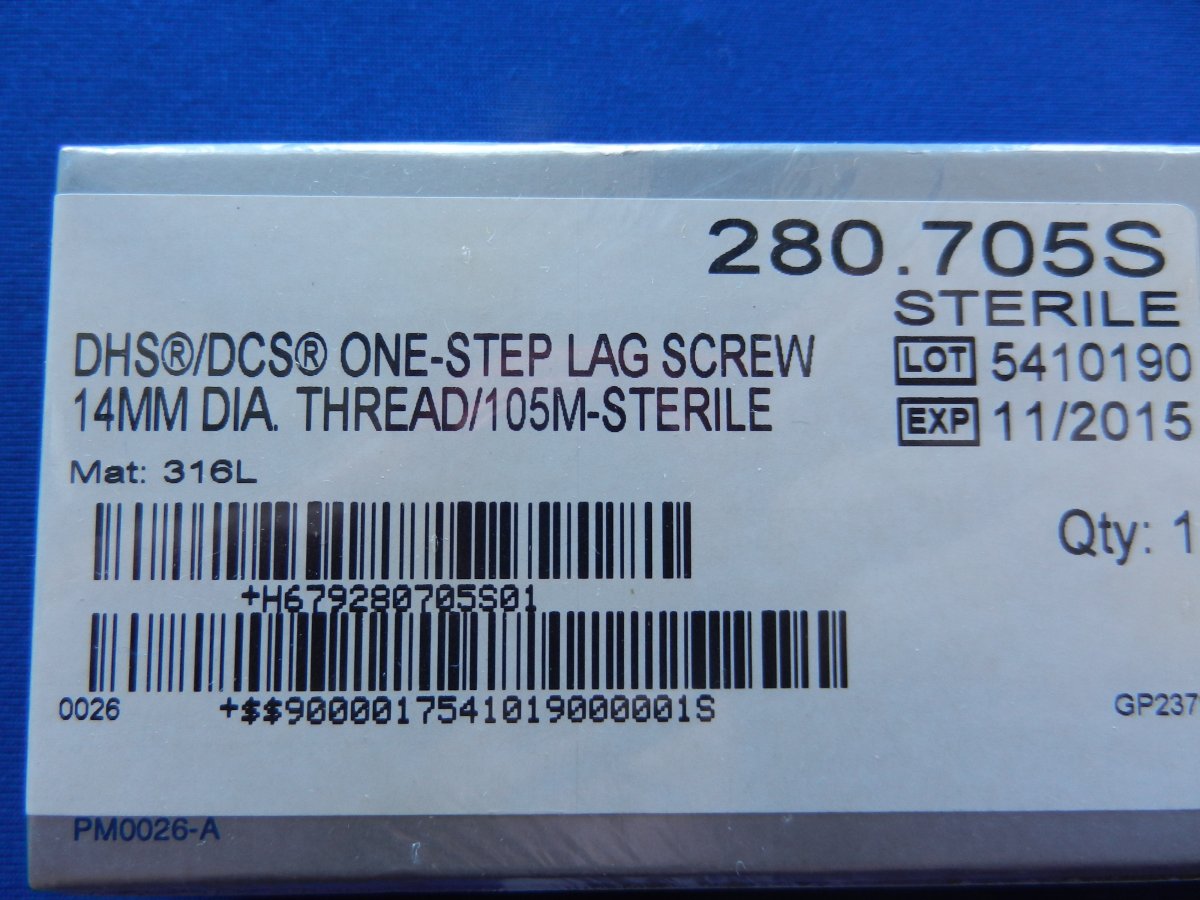 280.705S
STERILE
DHS®/DCS® ONE-STEP LAG SCREW
14MM DIA. THREAD/105M-STERILE
LOT 5410190
EXP 11/2015
Mat: 316L
Qty: 1
+H679280705S01
0026
+$$90000175410190000001S
GP237
PM0026-A